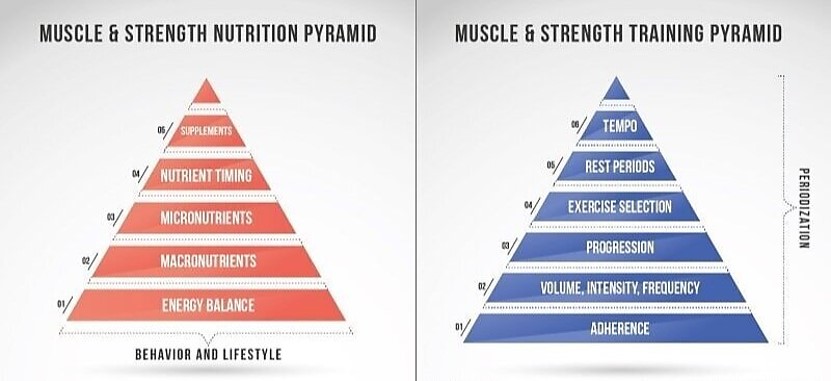 MUSCLE & STRENGTH NUTRITION PYRAMID
05 SUPPLEMENTS
04 NUTRIENT TIMING
03 MICRONUTRIENTS
02 MACRONUTRIENTS
01 ENERGY BALANCE
BEHAVIOR AND LIFESTYLE
MUSCLE & STRENGTH TRAINING PYRAMID
06 TEMPO
05 REST PERIODS
04 EXERCISE SELECTION
03 PROGRESSION
02 VOLUME, INTENSITY, FREQUENCY
01 ADHERENCE
PERIODIZATION